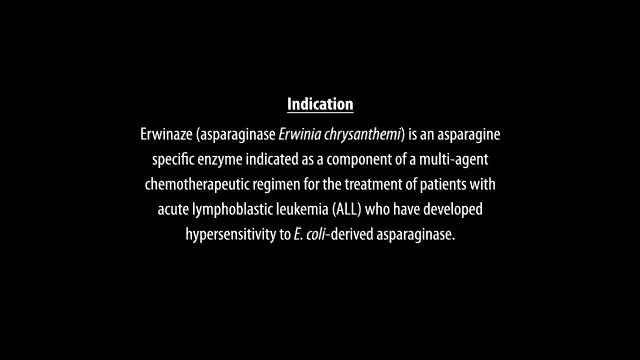 Indication
Erwinaze (asparaginase Erwinia chrysanthemi) is an asparagine
specific enzyme indicated as a component of a multi-agent
chemotherapeutic regimen for the treatment of patients with
acute lymphoblastic leukemia (ALL) who have developed
hypersensitivity to E. coli-derived asparaginase.